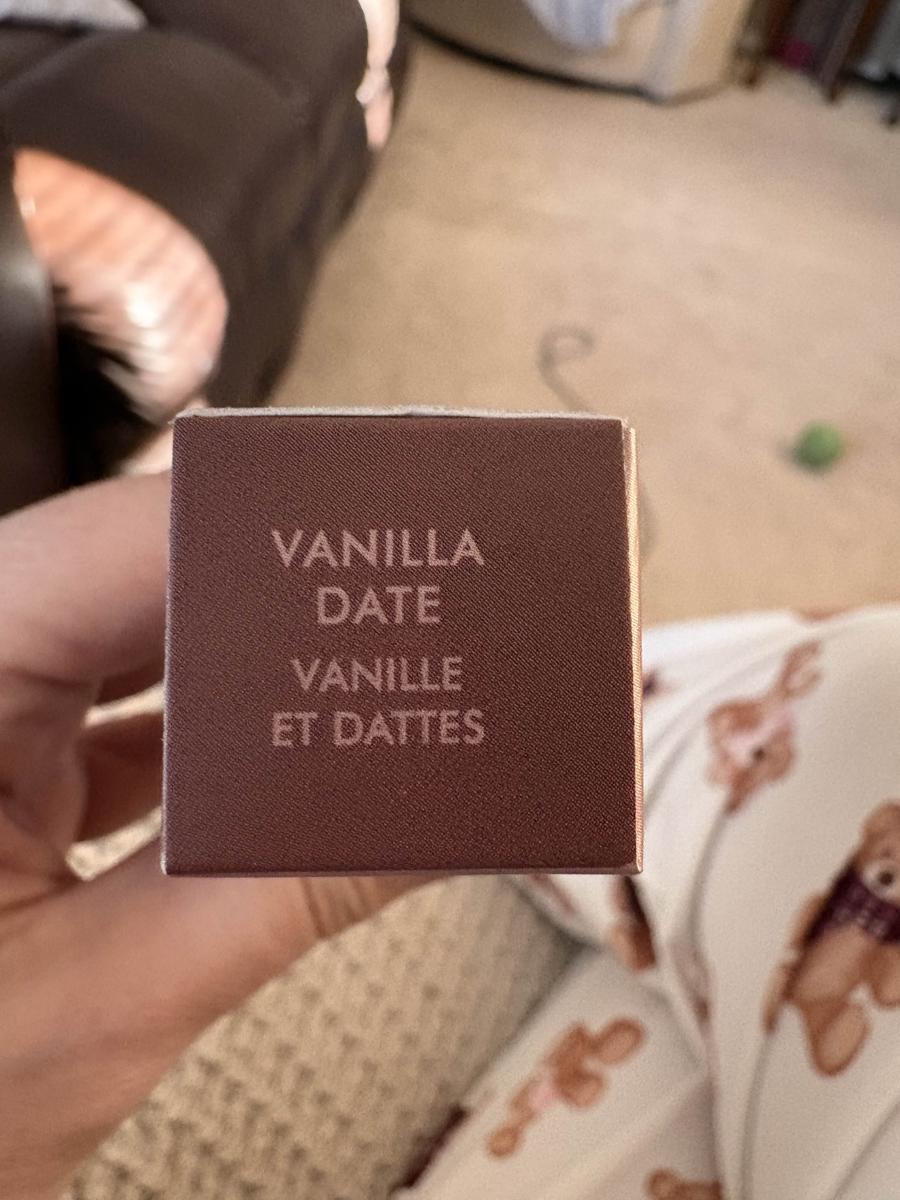 VANILLA
DATE
VANILLE
ET DATTES